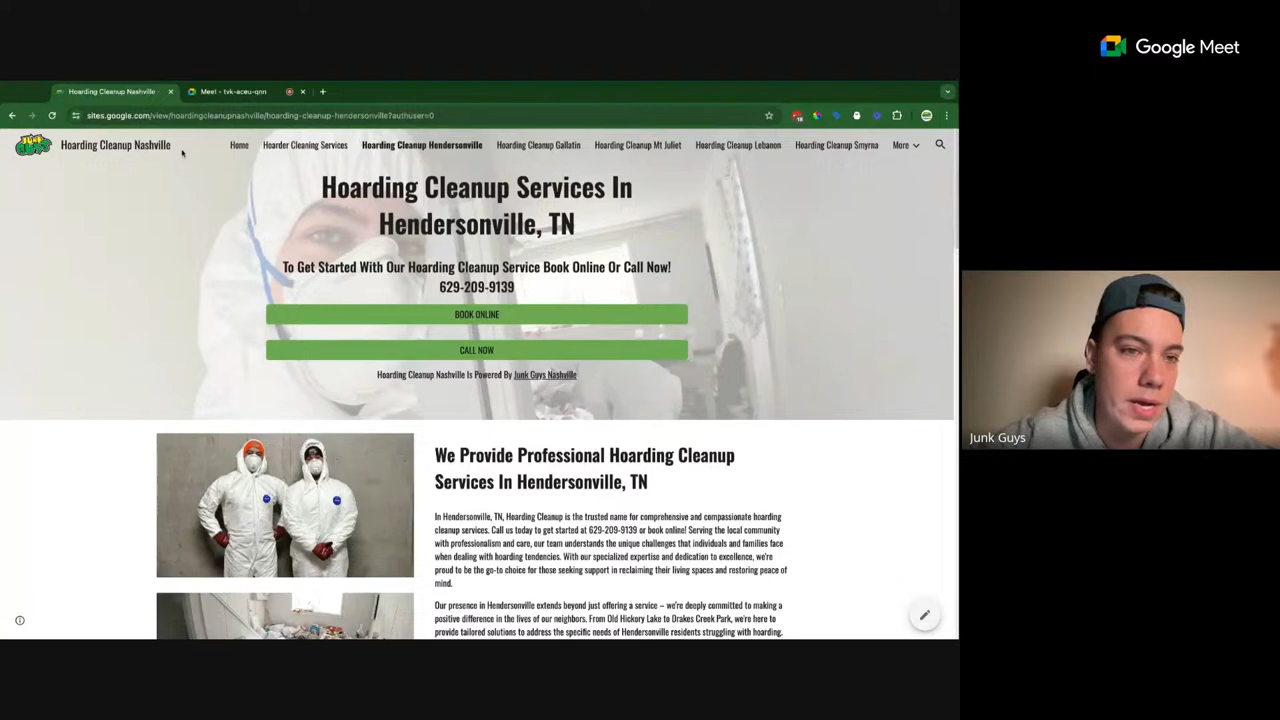 Google Meet
Hoarding Cleanup Nashville
Meet - tvk-aceu-qnn
sites.google.com/view/hoardingcleanupnashville/hoarding-cleanup-hendersonville?authuser=0
Hoarding Cleanup Nashville
Home
Hoarder Cleaning Services
Hoarding Cleanup Hendersonville
Hoarding Cleanup Gallatin
Hoarding Cleanup Mt Juliet
Hoarding Cleanup Lebanon
Hoarding Cleanup Smyrna
More
Hoarding Cleanup Services In
Hendersonville, TN
To Get Started With Our Hoarding Cleanup Service Book Online Or Call Now!
629-209-9139
BOOK ONLINE
CALL NOW
Hoarding Cleanup Nashville Is Powered By Junk Guys Nashville
Junk Guys
We Provide Professional Hoarding Cleanup
Services In Hendersonville, TN
In Hendersonville, TN, Hoarding Cleanup is the trusted name for comprehensive and compassionate hoarding
cleanup services. Call us today to get started at 629-209-9139 or book online! Serving the local community
with professionalism and care, our team understands the unique challenges that individuals and families face
when dealing with hoarding tendencies. With our specialized expertise and dedication to excellence, we're
proud to be the go-to choice for those seeking support in reclaiming their living spaces and restoring peace of
mind.
Our presence in Hendersonville extends beyond just offering a service – we're deeply committed to making a
positive difference in the lives of our neighbors. From Old Hickory Lake to Drakes Creek Park, we're here to
provide tailored solutions to address the specific needs of Hendersonville residents struggling with hoarding.